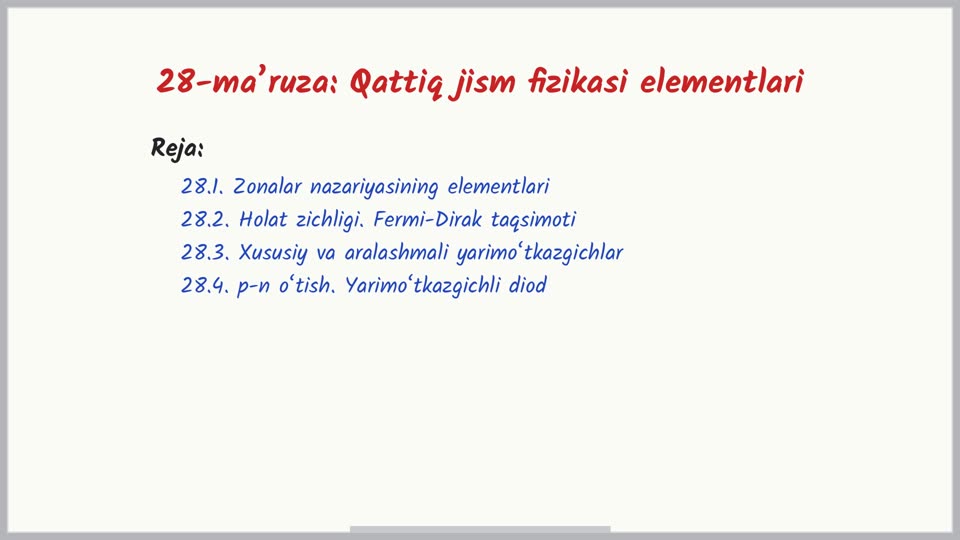 28-ma’ruza: Qattiq jism fizikasi elementlari
Reja:
28.1. Zonalar nazariyasining elementlari
28.2. Holat zichligi. Fermi-Dirak taqsimoti
28.3. Xususiy va aralashmali yarimo‘tkazgichlar
28.4. p-n o‘tish. Yarimo‘tkazgichli diod